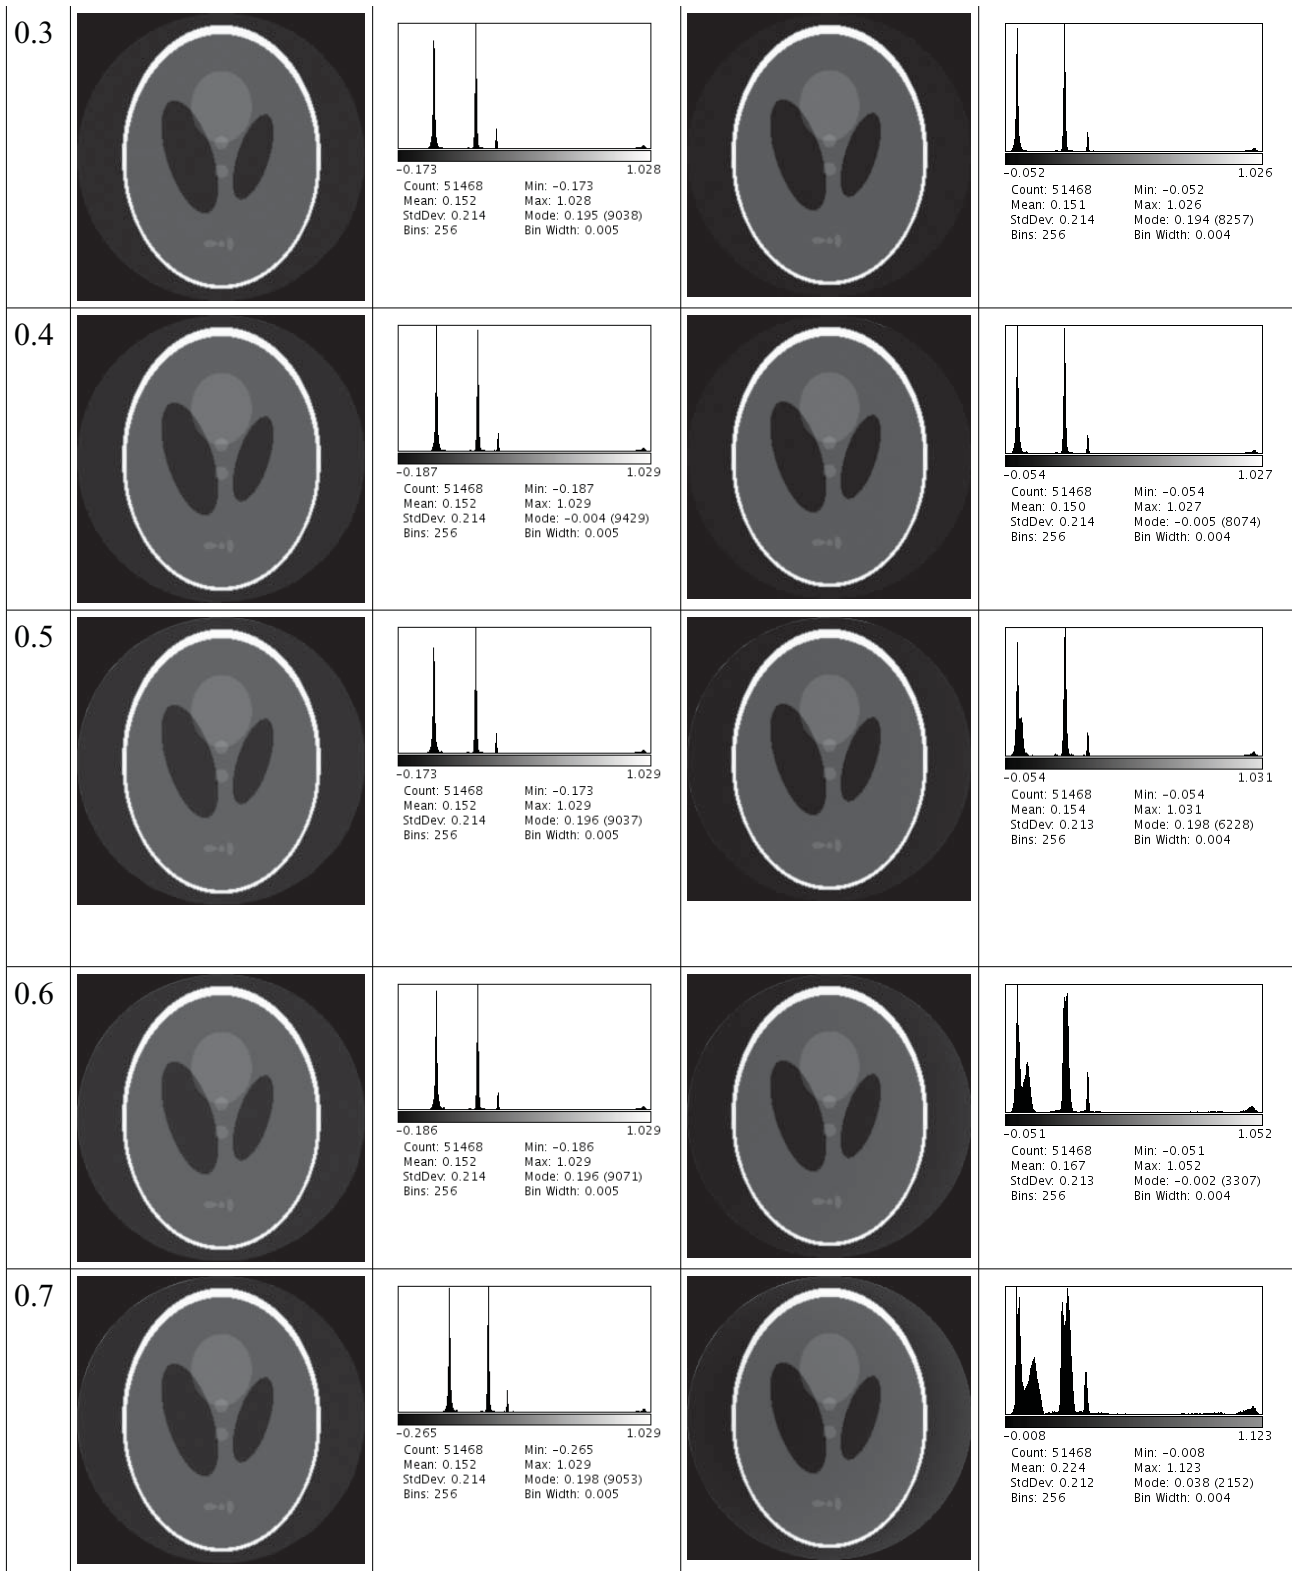 0.3
-0.173 1.028
Count: 51468 Min: -0.173
Mean: 0.152 Max: 1.028
StdDev: 0.214 Mode: 0.195 (9038)
Bins: 256 Bin Width: 0.005
-0.052 1.026
Count: 51468 Min: -0.052
Mean: 0.151 Max: 1.026
StdDev: 0.214 Mode: 0.194 (8257)
Bins: 256 Bin Width: 0.004
0.4
-0.187 1.029
Count: 51468 Min: -0.187
Mean: 0.152 Max: 1.029
StdDev: 0.214 Mode: -0.004 (9429)
Bins: 256 Bin Width: 0.005
-0.054 1.027
Count: 51468 Min: -0.054
Mean: 0.150 Max: 1.027
StdDev: 0.214 Mode: -0.005 (8074)
Bins: 256 Bin Width: 0.004
0.5
-0.173 1.029
Count: 51468 Min: -0.173
Mean: 0.152 Max: 1.029
StdDev: 0.214 Mode: 0.196 (9037)
Bins: 256 Bin Width: 0.005
-0.054 1.031
Count: 51468 Min: -0.054
Mean: 0.154 Max: 1.031
StdDev: 0.213 Mode: 0.198 (6228)
Bins: 256 Bin Width: 0.004
0.6
-0.186 1.029
Count: 51468 Min: -0.186
Mean: 0.152 Max: 1.029
StdDev: 0.214 Mode: 0.196 (9071)
Bins: 256 Bin Width: 0.005
-0.051 1.052
Count: 51468 Min: -0.051
Mean: 0.167 Max: 1.052
StdDev: 0.213 Mode: -0.002 (3307)
Bins: 256 Bin Width: 0.004
0.7
-0.265 1.029
Count: 51468 Min: -0.265
Mean: 0.152 Max: 1.029
StdDev: 0.214 Mode: 0.198 (9053)
Bins: 256 Bin Width: 0.005
-0.008 1.123
Count: 51468 Min: -0.008
Mean: 0.224 Max: 1.123
StdDev: 0.212 Mode: 0.038 (2152)
Bins: 256 Bin Width: 0.004